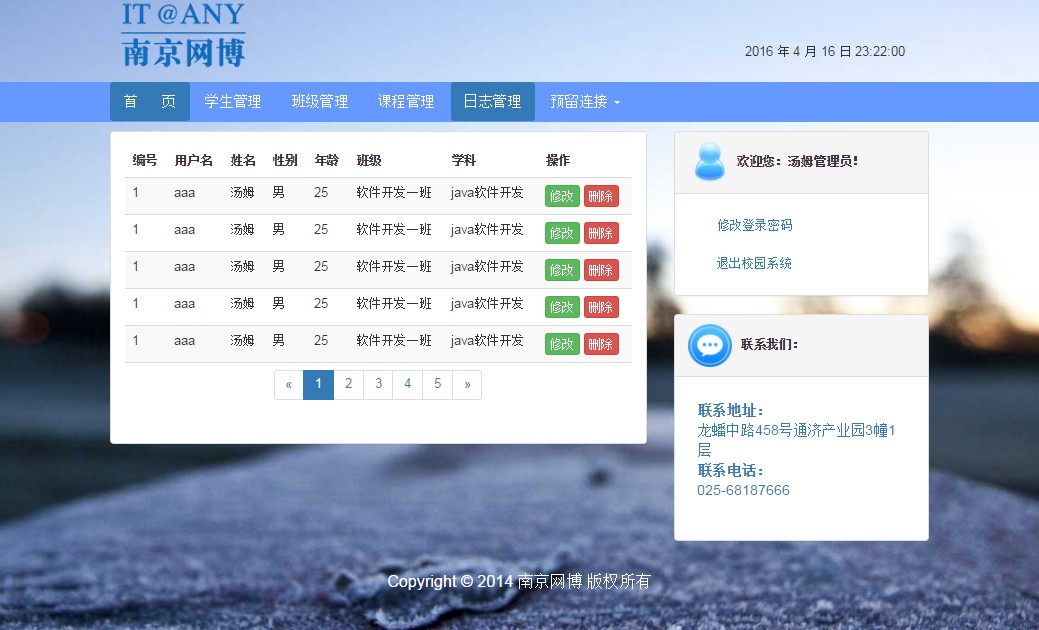 IT @ANY
南京网博
2016 年 4 月 16 日 23:22:00
首 页 学生管理 班级管理 课程管理 日志管理 预留连接
编号 用户名 姓名 性别 年龄 班级 学科 操作
1 aaa 汤姆 男 25 软件开发一班 java软件开发 修改 删除
1 aaa 汤姆 男 25 软件开发一班 java软件开发 修改 删除
1 aaa 汤姆 男 25 软件开发一班 java软件开发 修改 删除
1 aaa 汤姆 男 25 软件开发一班 java软件开发 修改 删除
1 aaa 汤姆 男 25 软件开发一班 java软件开发 修改 删除
« 1 2 3 4 5 »
欢迎您：汤姆管理员！
修改登录密码
退出校园系统
联系我们：
联系地址：
龙蟠中路458号通济产业园3幢1
层
联系电话：
025-68187666
Copyright © 2014 南京网博 版权所有